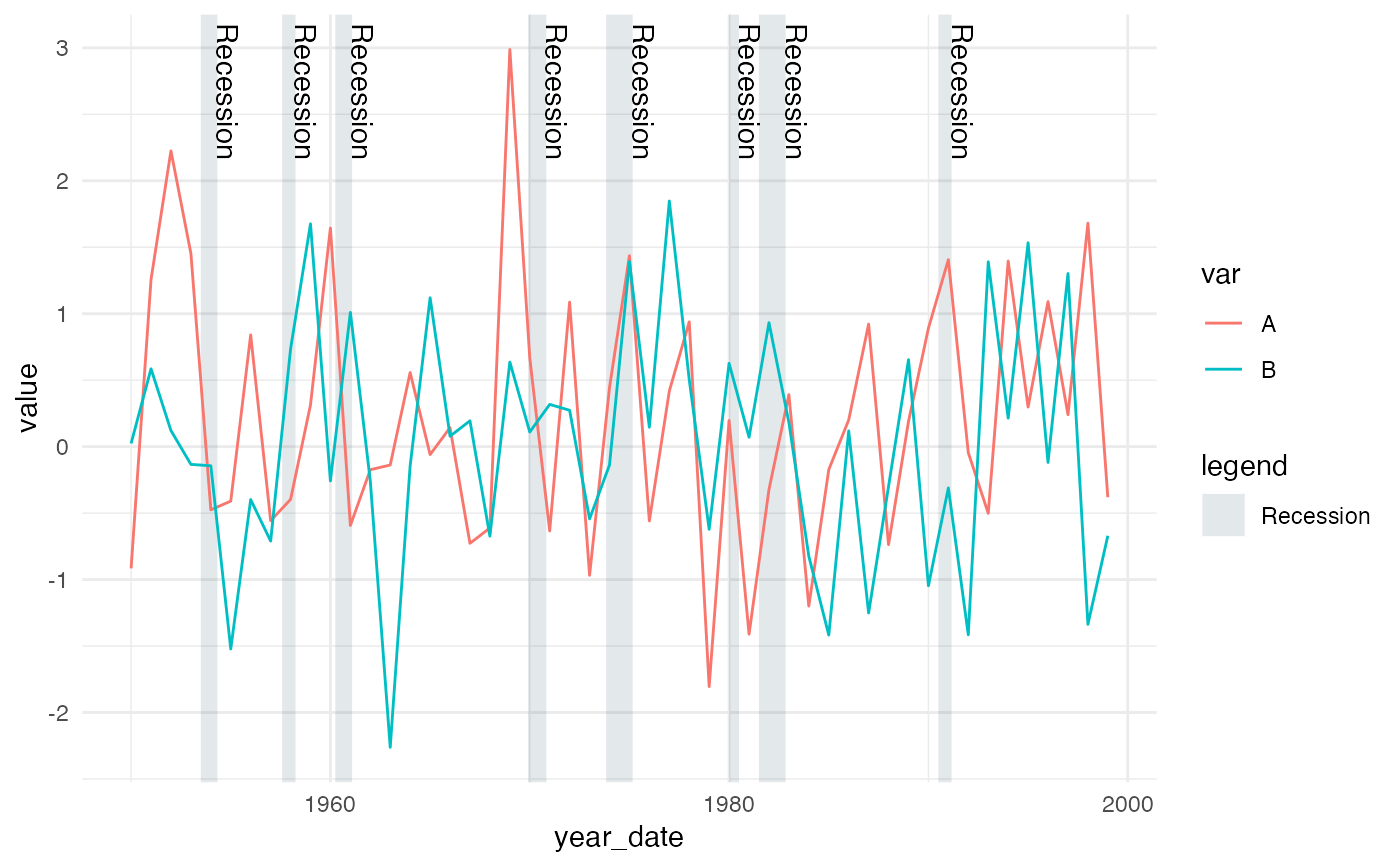 Recession
Recession
Recession
Recession
Recession
Recession
Recession
Recession
3
2
1
0
-1
-2
value
1960
1980
2000
year_date
var
A
B
legend
Recession